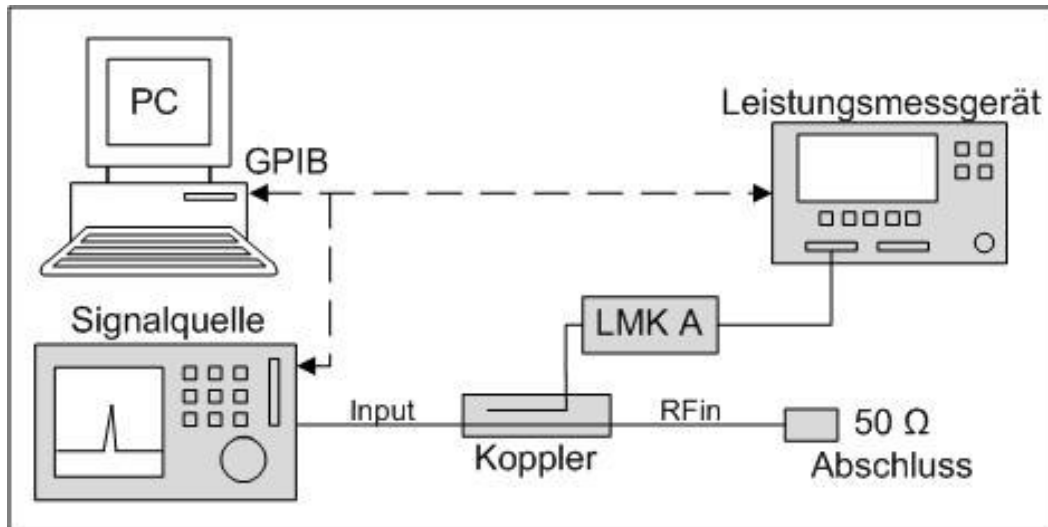 PC
GPIB
Leistungsmessgerät
Signalquelle
LMK A
Input
RFin
Koppler
50 Ω
Abschluss